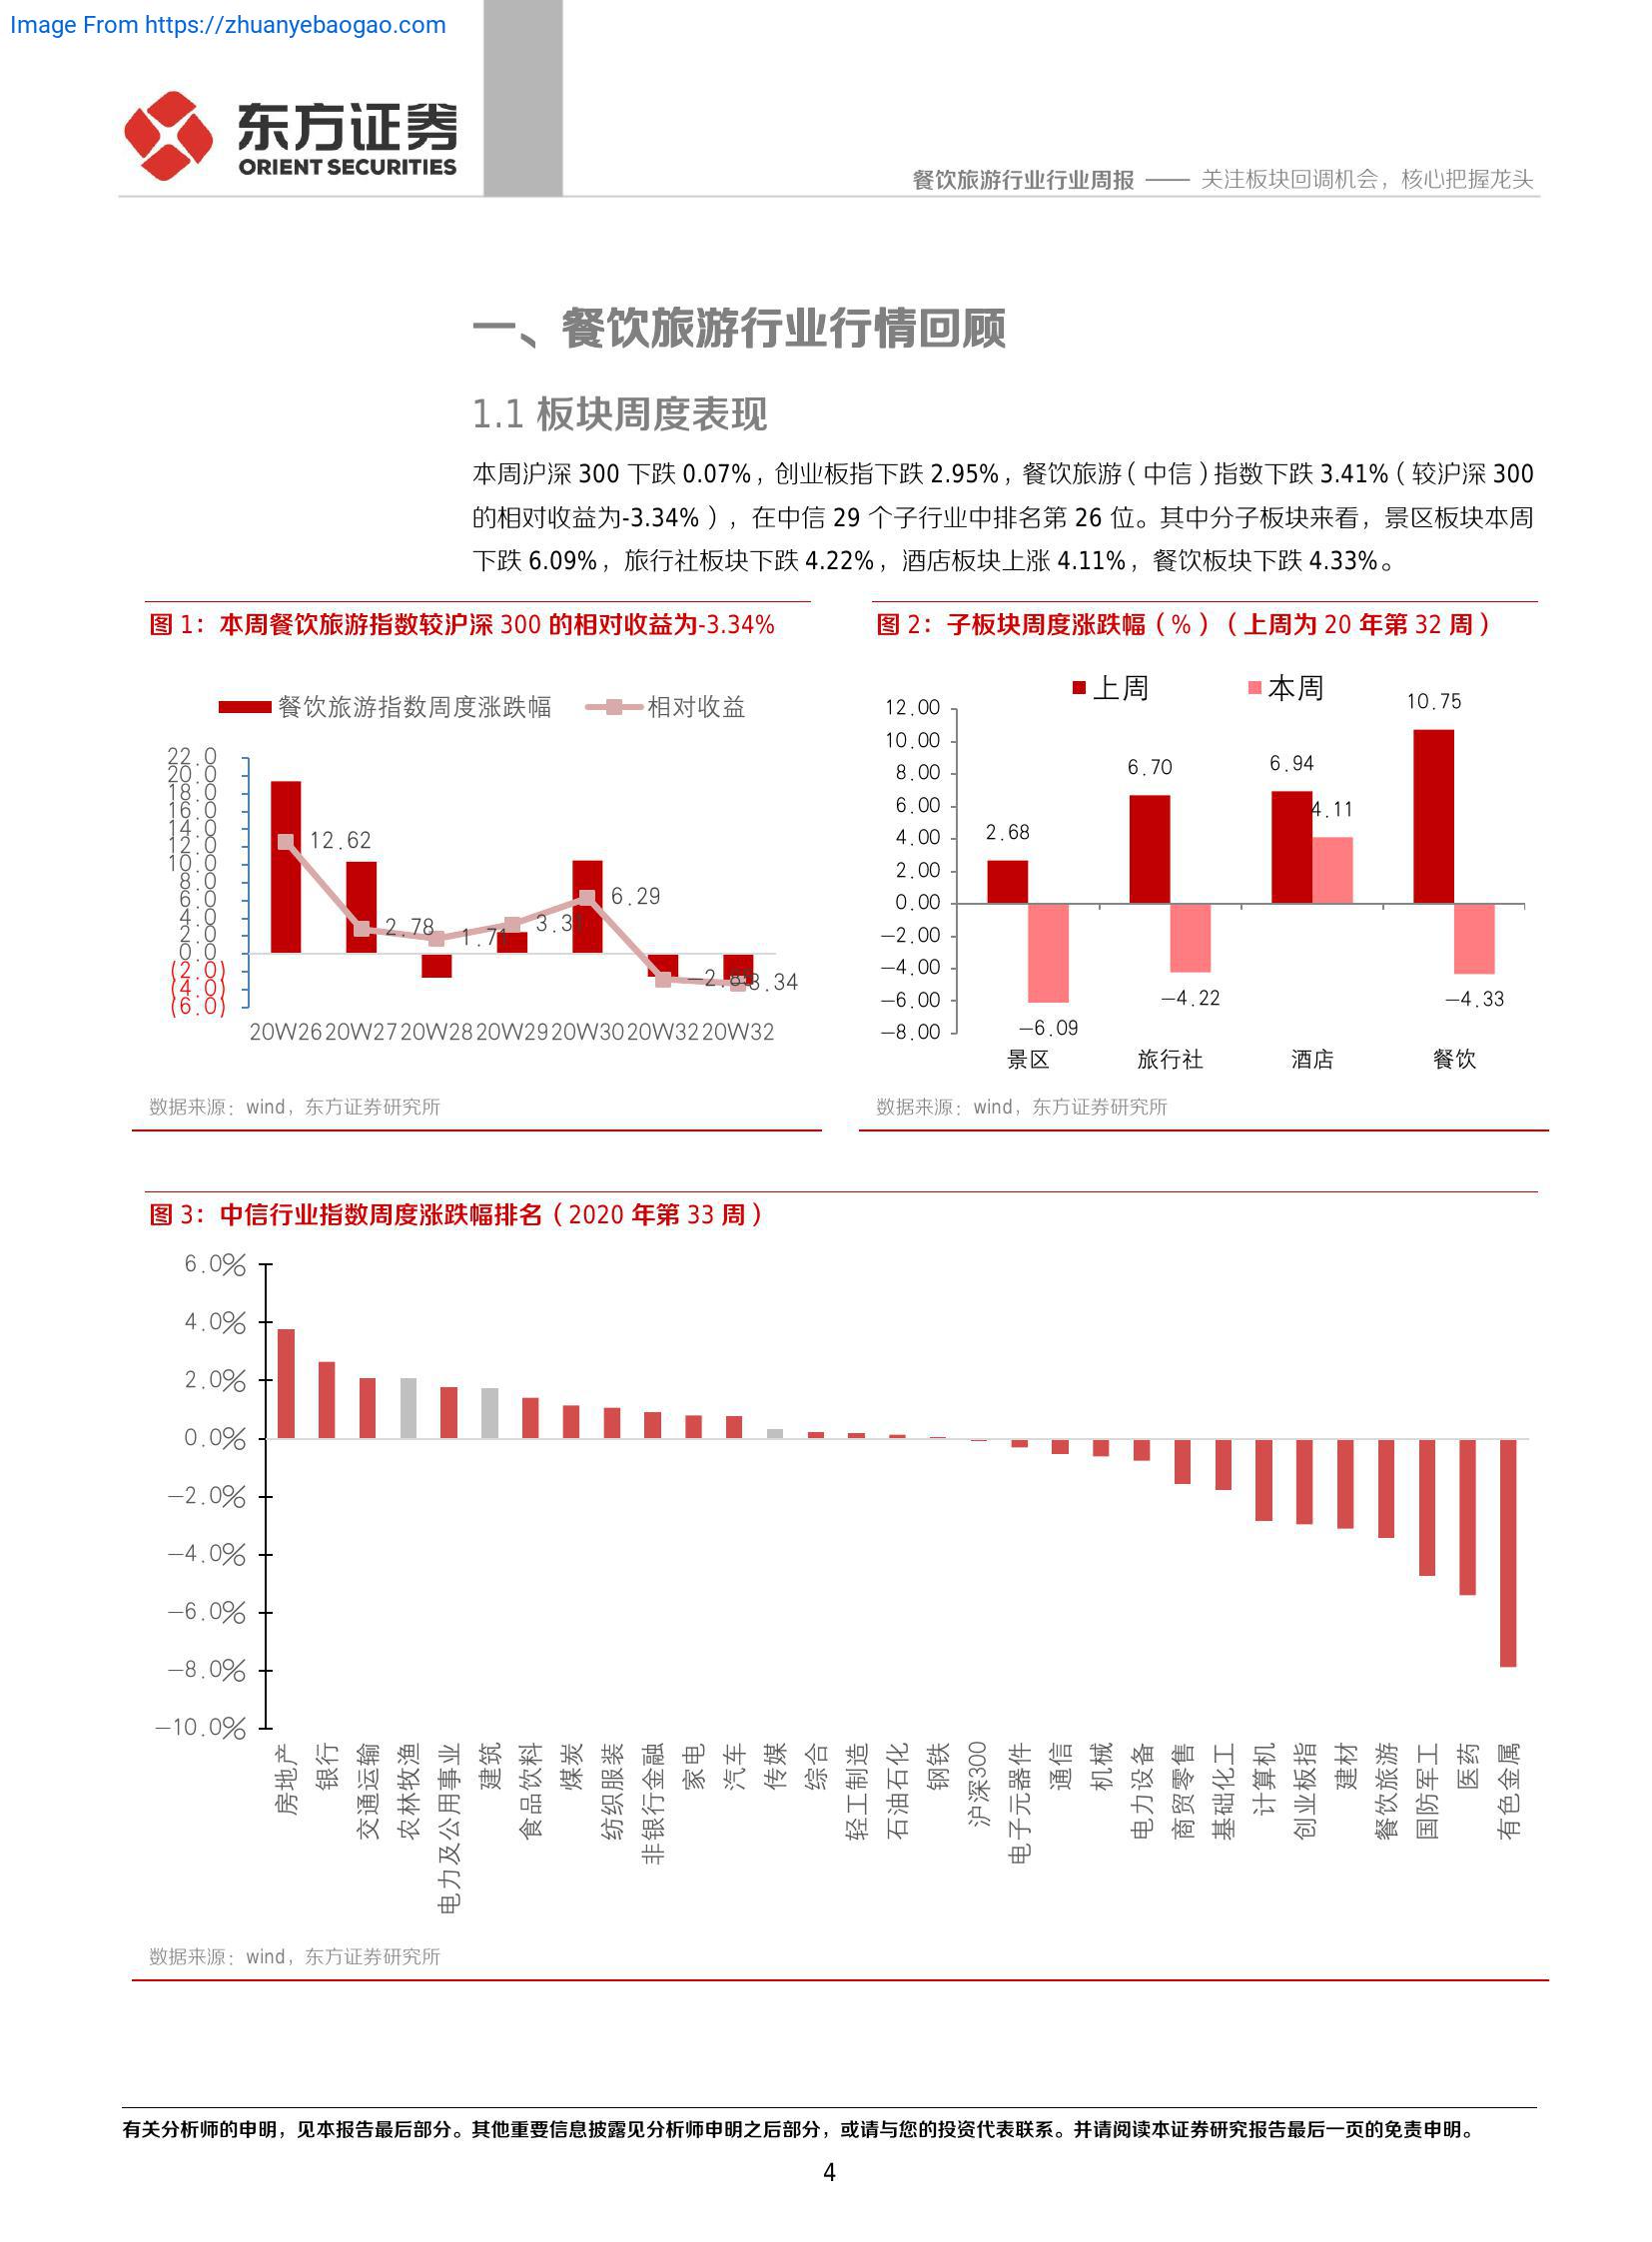 Image From https://zhuanyebaogao.com
东方证券
ORIENT SECURITIES
餐饮旅游行业行业周报 —— 关注板块回调机会，核心把握龙头
一、餐饮旅游行业行情回顾
1.1 板块周度表现
本周沪深 300 下跌 0.07%，创业板指下跌 2.95%，餐饮旅游（中信）指数下跌 3.41%（较沪深 300
的相对收益为-3.34%），在中信 29 个子行业中排名第 26 位。其中分子板块来看，景区板块本周
下跌 6.09%，旅行社板块下跌 4.22%，酒店板块上涨 4.11%，餐饮板块下跌 4.33%。
图 1：本周餐饮旅游指数较沪深 300 的相对收益为-3.34%
餐饮旅游指数周度涨跌幅 相对收益
22.0
20.0
18.0
16.0
14.0
12.0
10.0
8.0
6.0
4.0
2.0
0.0
(2.0)
(4.0)
(6.0)
12.62
2.78
1.71
3.31
6.29
-3.34
20W26 20W27 20W28 20W29 20W30 20W32 20W32
数据来源：wind，东方证券研究所
图 2：子板块周度涨跌幅（%）（上周为 20 年第 32 周）
上周 本周
12.00
10.00
8.00
6.00
4.00
2.00
0.00
-2.00
-4.00
-6.00
-8.00
2.68
6.70
6.94
10.75
-6.09
-4.22
4.11
-4.33
景区 旅行社 酒店 餐饮
数据来源：wind，东方证券研究所
图 3：中信行业指数周度涨跌幅排名（2020 年第 33 周）
6.0%
4.0%
2.0%
0.0%
-2.0%
-4.0%
-6.0%
-8.0%
-10.0%
房地产
银行
交通运输
农林牧渔
电力及公用事业
建筑
食品饮料
煤炭
纺织服装
非银行金融
家电
汽车
传媒
综合
轻工制造
石油石化
钢铁
沪深300
电子元器件
通信
机械
电力设备
商贸零售
基础化工
计算机
创业板指
建材
餐饮旅游
国防军工
医药
有色金属
数据来源：wind，东方证券研究所
有关分析师的申明，见本报告最后部分。其他重要信息披露见分析师申明之后部分，或请与您的投资代表联系。并请阅读本证券研究报告最后一页的免责申明。
4